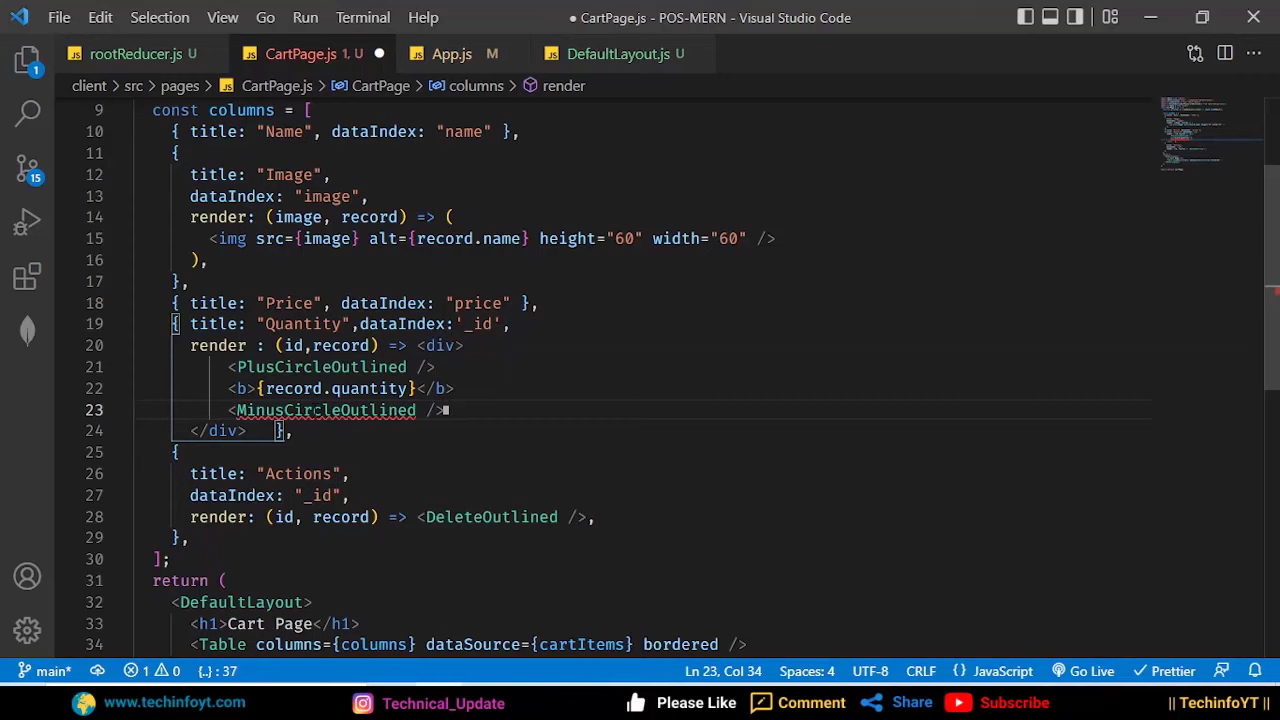 File Edit Selection View Go Run Terminal Help ● CartPage.js - POS-MERN - Visual Studio Code
JS rootReducer.js U JS CartPage.js 1, U ● JS App.js M JS DefaultLayout.js U
client > src > pages > JS CartPage.js > CartPage > columns > render
1
15
9 const columns = [
10 { title: "Name", dataIndex: "name" },
11 {
12 title: "Image",
13 dataIndex: "image",
14 render: (image, record) => (
15 <img src={image} alt={record.name} height="60" width="60" />
16 ),
17 },
18 { title: "Price", dataIndex: "price" },
19 { title: "Quantity",dataIndex:'_id',
20 render : (id,record) => <div>
21 <PlusCircleOutlined />
22 <b>{record.quantity}</b>
23 <MinusCircleOutlined />
24 </div> },
25 {
26 title: "Actions",
27 dataIndex: "_id",
28 render: (id, record) => <DeleteOutlined />,
29 },
30 ];
31 return (
32 <DefaultLayout>
33 <h1>Cart Page</h1>
34 <Table columns={columns} dataSource={cartItems} bordered />
main* 1 0 {..} : 37 Ln 23, Col 34 Spaces: 4 UTF-8 CRLF {} JavaScript Go Live Prettier
www.techinfoyt.com Technical_Update Please Like Comment Share Subscribe || TechinfoYT ||